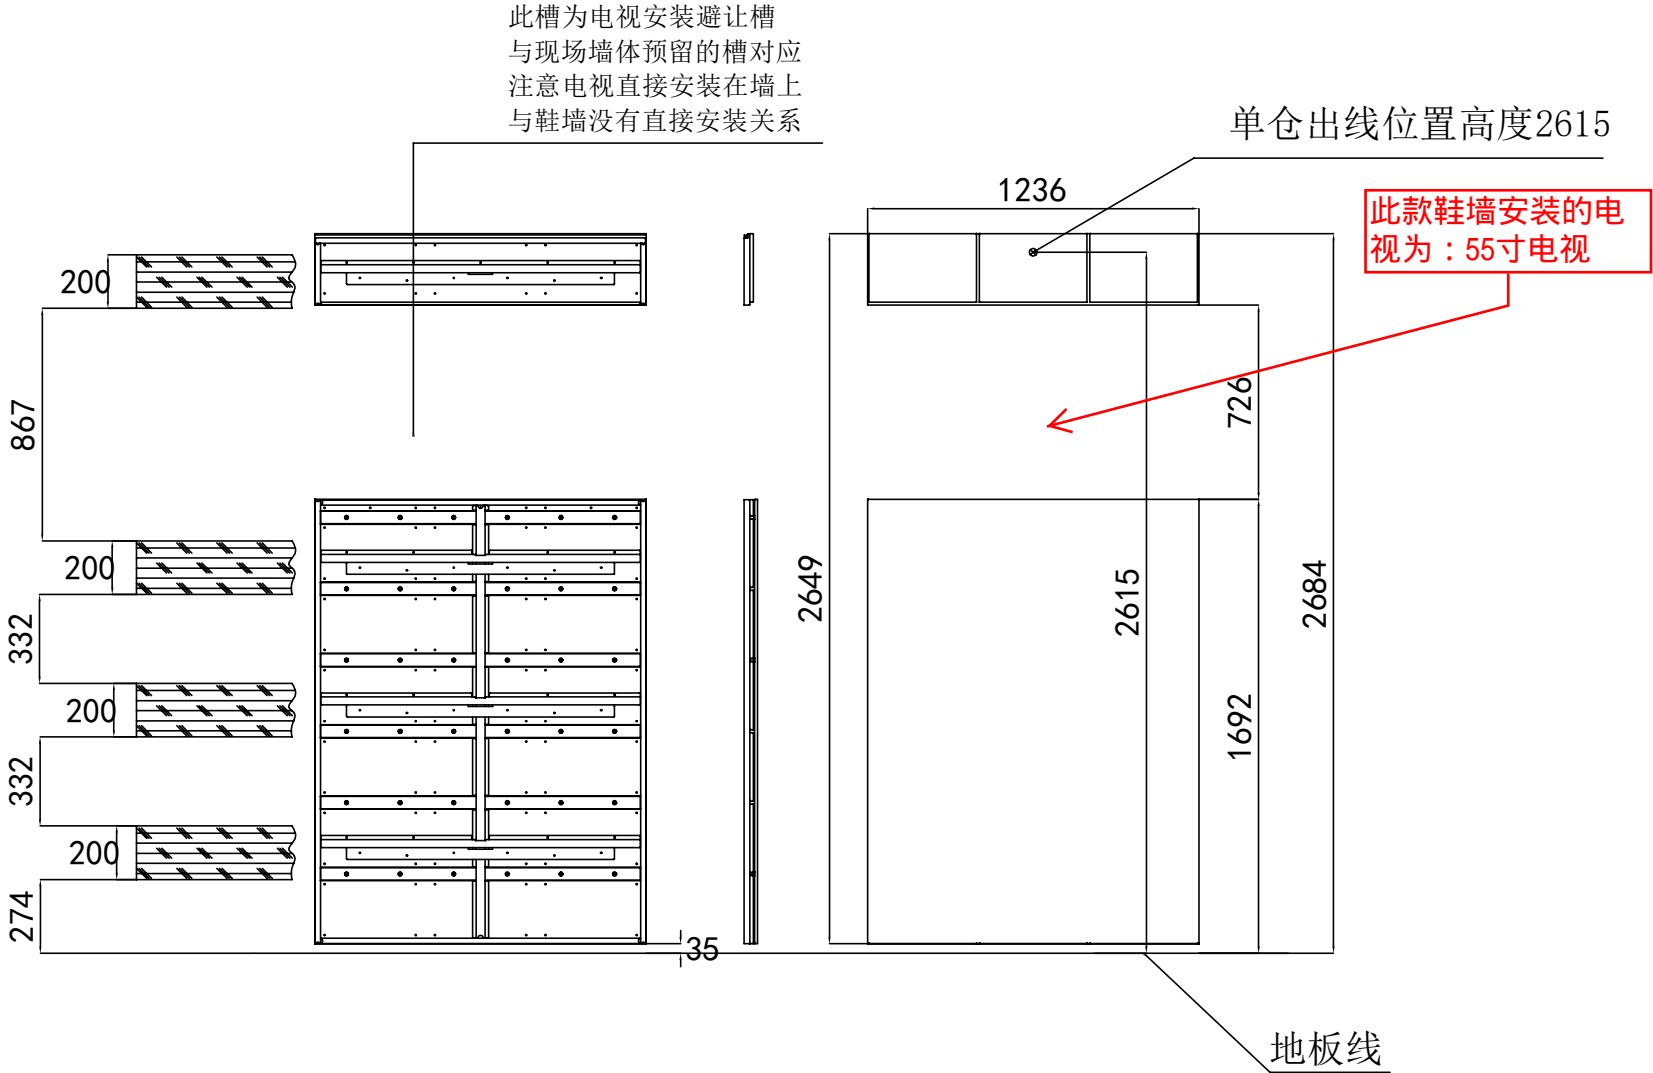 此槽为电视安装避让槽
与现场墙体预留的槽对应
注意电视直接安装在墙上
与鞋墙没有直接安装关系
单仓出线位置高度2615
此款鞋墙安装的电
视为：55寸电视
1236
200
867
726
200
332
200
332
200
274
35
2649
2615
2684
1692
地板线